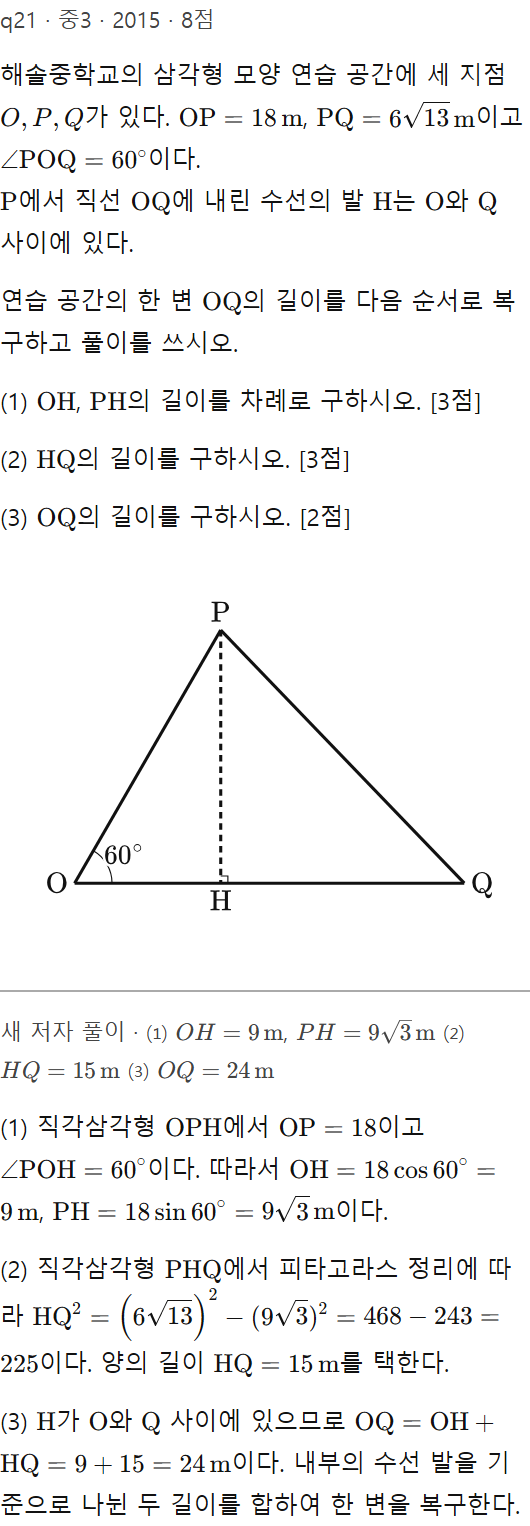 q21 · 중3 · 2015 · 8점
해솔중학교의 삼각형 모양 연습 공간에 세 지점
O, P, Q가 있다. OP = 18 m, PQ = 6√13 m이고
∠POQ = 60°이다.
P에서 직선 OQ에 내린 수선의 발 H는 O와 Q
사이에 있다.
연습 공간의 한 변 OQ의 길이를 다음 순서로 복
구하고 풀이를 쓰시오.
(1) OH, PH의 길이를 차례로 구하시오. [3점]
(2) HQ의 길이를 구하시오. [3점]
(3) OQ의 길이를 구하시오. [2점]
P
60°
O
Q
H
새 저자 풀이 · (1) OH = 9 m, PH = 9√3 m (2)
HQ = 15 m (3) OQ = 24 m
(1) 직각삼각형 OPH에서 OP = 18이고
∠POH = 60°이다. 따라서 OH = 18 cos 60° =
9 m, PH = 18 sin 60° = 9√3 m이다.
(2) 직각삼각형 PHQ에서 피타고라스 정리에 따
라 HQ² = (6√13)² − (9√3)² = 468 − 243 =
225이다. 양의 길이 HQ = 15 m를 택한다.
(3) H가 O와 Q 사이에 있으므로 OQ = OH +
HQ = 9 + 15 = 24 m이다. 내부의 수선 발을 기
준으로 나뉜 두 길이를 합하여 한 변을 복구한다.